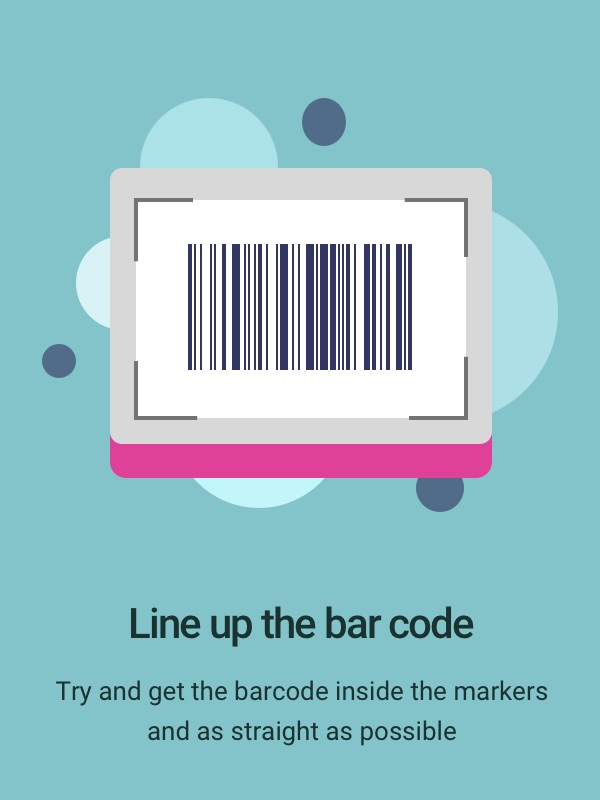 Line up the bar code
Try and get the barcode inside the markers
and as straight as possible